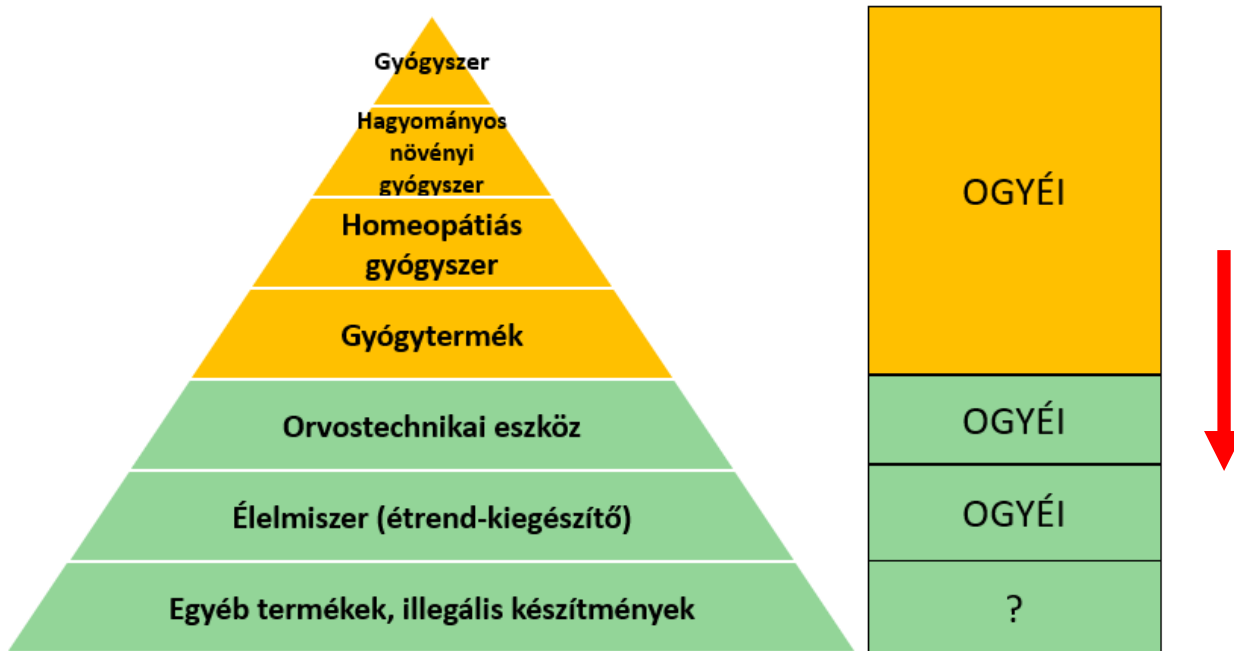 Gyógyszer
Hagyományos
növényi
gyógyszer
Homeopátiás
gyógyszer
Gyógytermék
Orvostechnikai eszköz
Élelmiszer (étrend-kiegészítő)
Egyéb termékek, illegális készítmények
OGYÉI
OGYÉI
OGYÉI
?